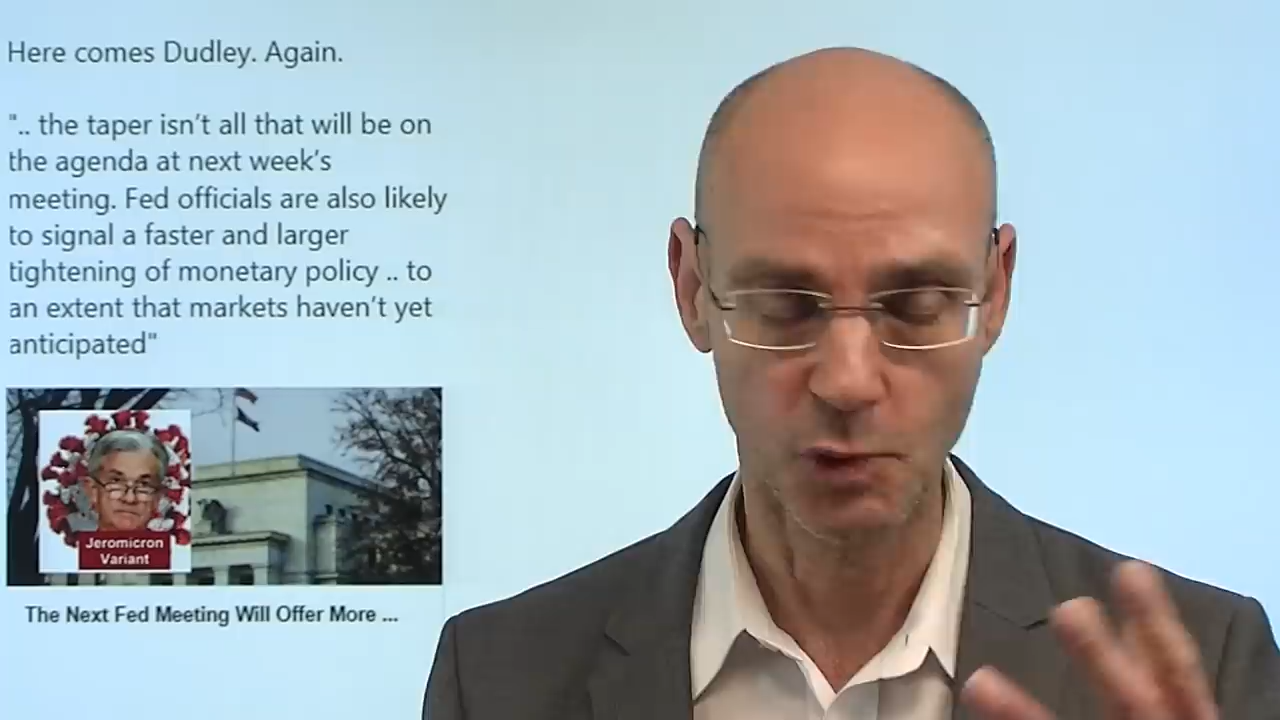 Here comes Dudley. Again.
".. the taper isn't all that will be on
the agenda at next week's
meeting. Fed officials are also likely
to signal a faster and larger
tightening of monetary policy .. to
an extent that markets haven't yet
anticipated"
Jeromicron
Variant
The Next Fed Meeting Will Offer More ...